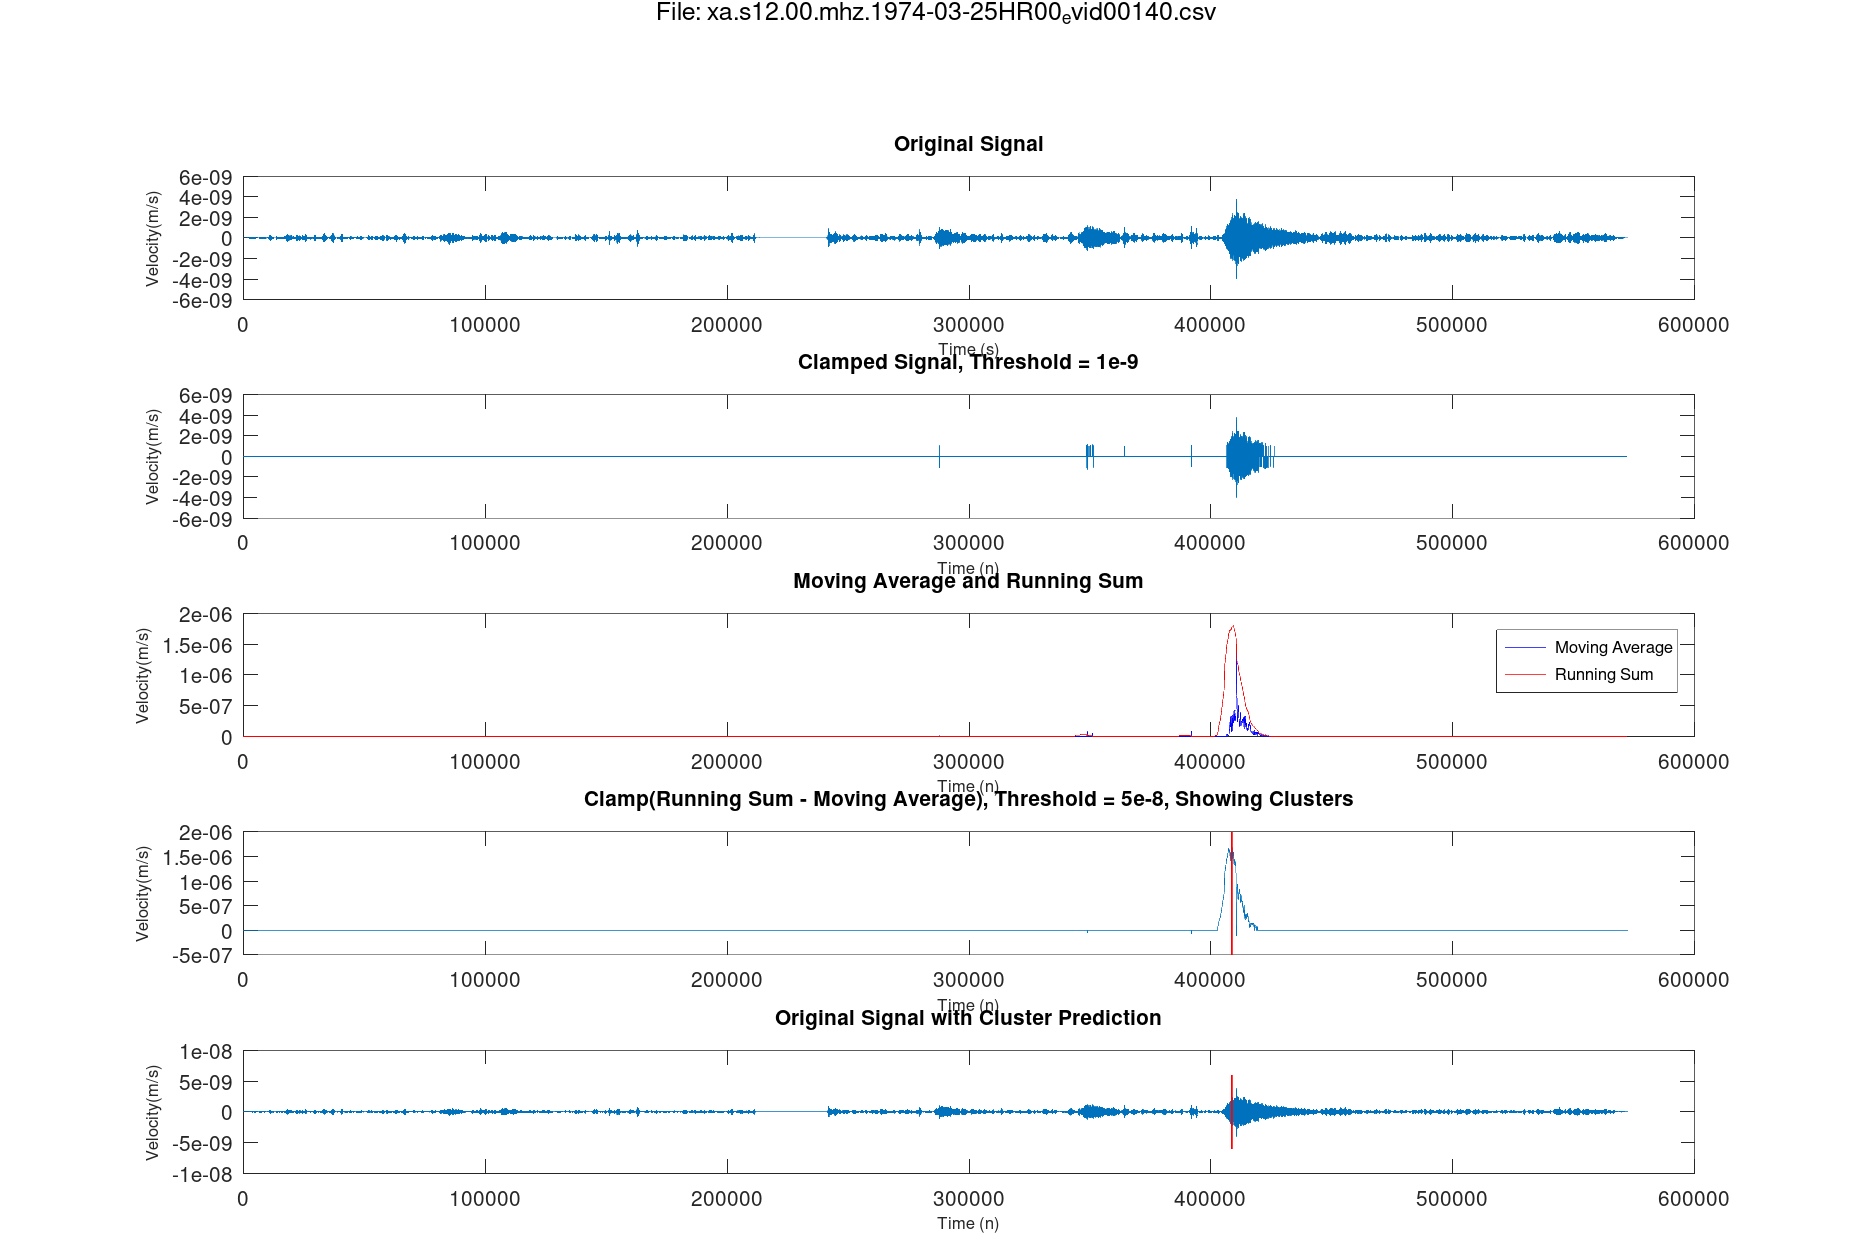 File: xa.s12.00.mhz.1974-03-25HR00evid00140.csv
Original Signal
6e-09
4e-09
2e-09
0
-2e-09
-4e-09
-6e-09
Velocity(m/s)
0 100000 200000 300000 400000 500000 600000
Time (s)
Clamped Signal, Threshold = 1e-9
6e-09
4e-09
2e-09
0
-2e-09
-4e-09
-6e-09
Velocity(m/s)
0 100000 200000 300000 400000 500000 600000
Time (n)
Moving Average and Running Sum
2e-06
1.5e-06
1e-06
5e-07
0
Velocity(m/s)
Moving Average
Running Sum
0 100000 200000 300000 400000 500000 600000
Time (n)
Clamp(Running Sum - Moving Average), Threshold = 5e-8, Showing Clusters
2e-06
1.5e-06
1e-06
5e-07
0
-5e-07
Velocity(m/s)
0 100000 200000 300000 400000 500000 600000
Time (n)
Original Signal with Cluster Prediction
1e-08
5e-09
0
-5e-09
-1e-08
Velocity(m/s)
0 100000 200000 300000 400000 500000 600000
Time (n)